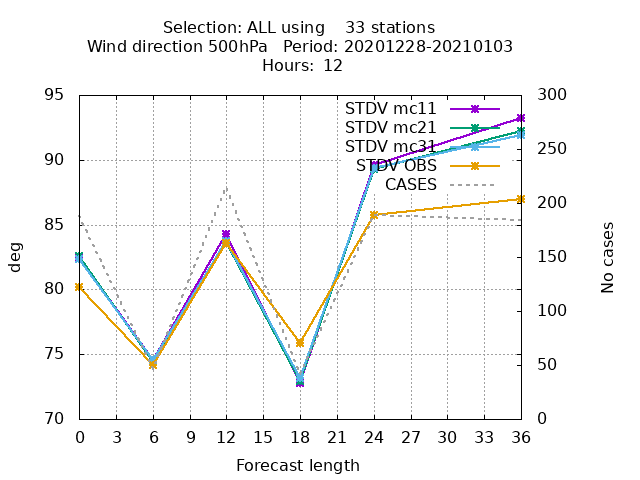 Selection: ALL using    33 stations
Wind direction 500hPa   Period: 20201228-20210103
Hours:  12
95
90
85
80
75
70
deg
STDV mc11
STDV mc21
STDV mc31
STDV OBS
CASES
300
250
200
150
100
50
0
No cases
0 3 6 9 12 15 18 21 24 27 30 33 36
Forecast length